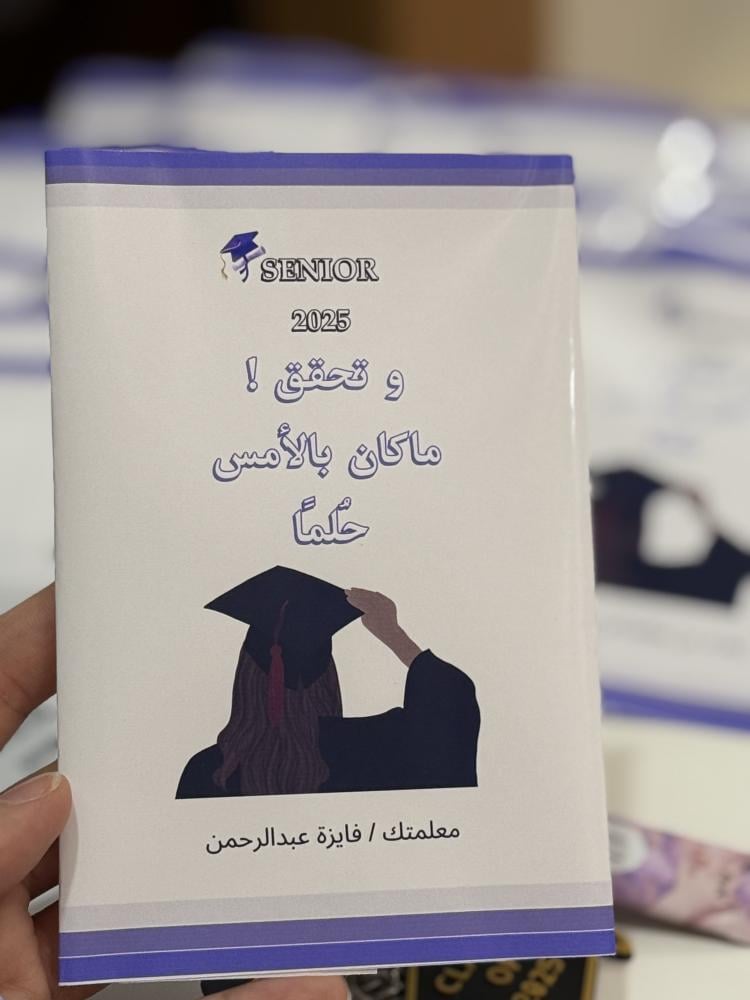 SENIOR
2025
و تحقق !
ماكان بالأمس
حُلماً
معلمتك / فايزة عبدالرحمن